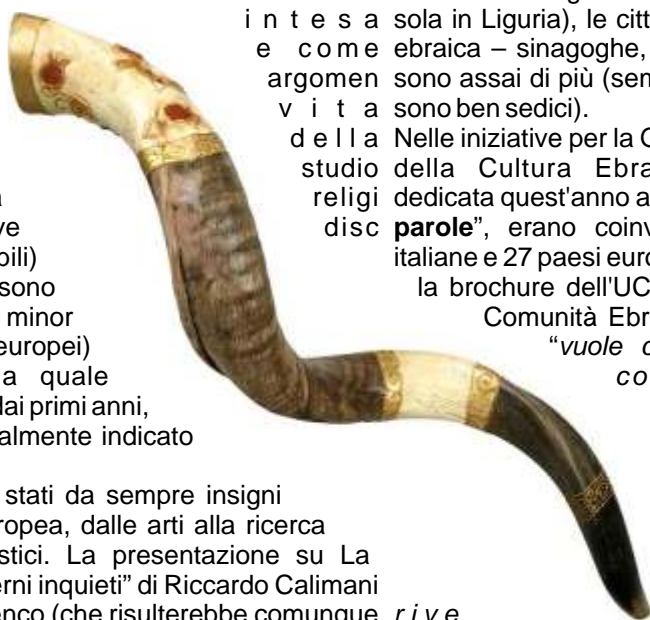 i n t e s a
e come
argomen
v i t a
d e l l a
studio
religi
disc
ve
bili)
sono
minor
europei)
a quale
dai primi anni,
almente indicato
stati da sempre insigni
ropea, dalle arti alla ricerca
stici. La presentazione su La
erni inquieti” di Riccardo Calimani
enco (che risulterebbe comunque
sola in Liguria), le citt
ebraica – sinagoghe,
sono assai di più (sem
sono ben sedici).
Nelle iniziative per la
della Cultura Ebra
dedicata quest'anno a
parole”, erano coinv
italiane e 27 paesi euro
la brochure dell'UC
Comunità Ebr
“vuole
co
r i v e